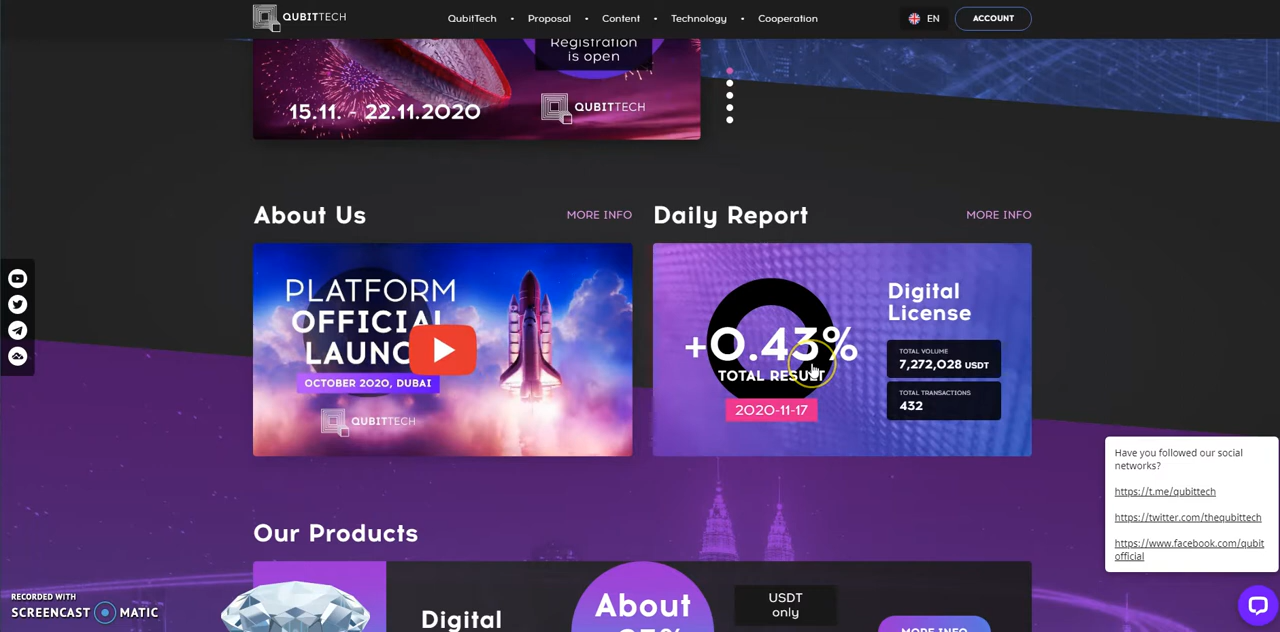 QUBITTECH
QubitTech • Proposal • Content • Technology • Cooperation
EN
ACCOUNT
Registration
is open
15.11. - 22.11.2020
QUBITTECH
About Us
MORE INFO
Daily Report
MORE INFO
PLATFORM
OFFICIAL
LAUNC
OCTOBER 2020, DUBAI
QUBITTECH
+0.43%
TOTAL RESULT
2020-11-17
Digital
License
TOTAL VOLUME
7,272,028 USDT
TOTAL TRANSACTIONS
432
Have you followed our social
networks?
https://t.me/qubittech
https://twitter.com/thequbittech
https://www.facebook.com/qubit
official
Our Products
Digital
About
USDT
only
MORE INFO
RECORDED WITH
SCREENCAST MATIC